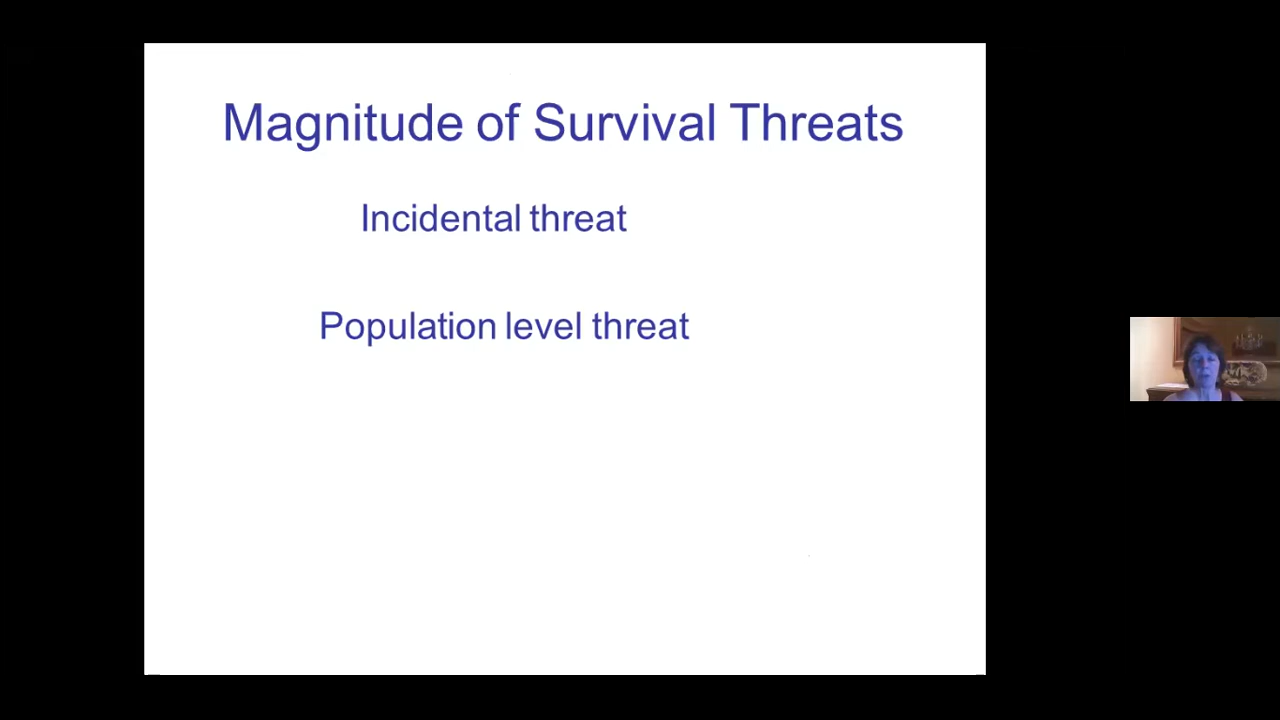 Magnitude of Survival Threats
Incidental threat
Population level threat